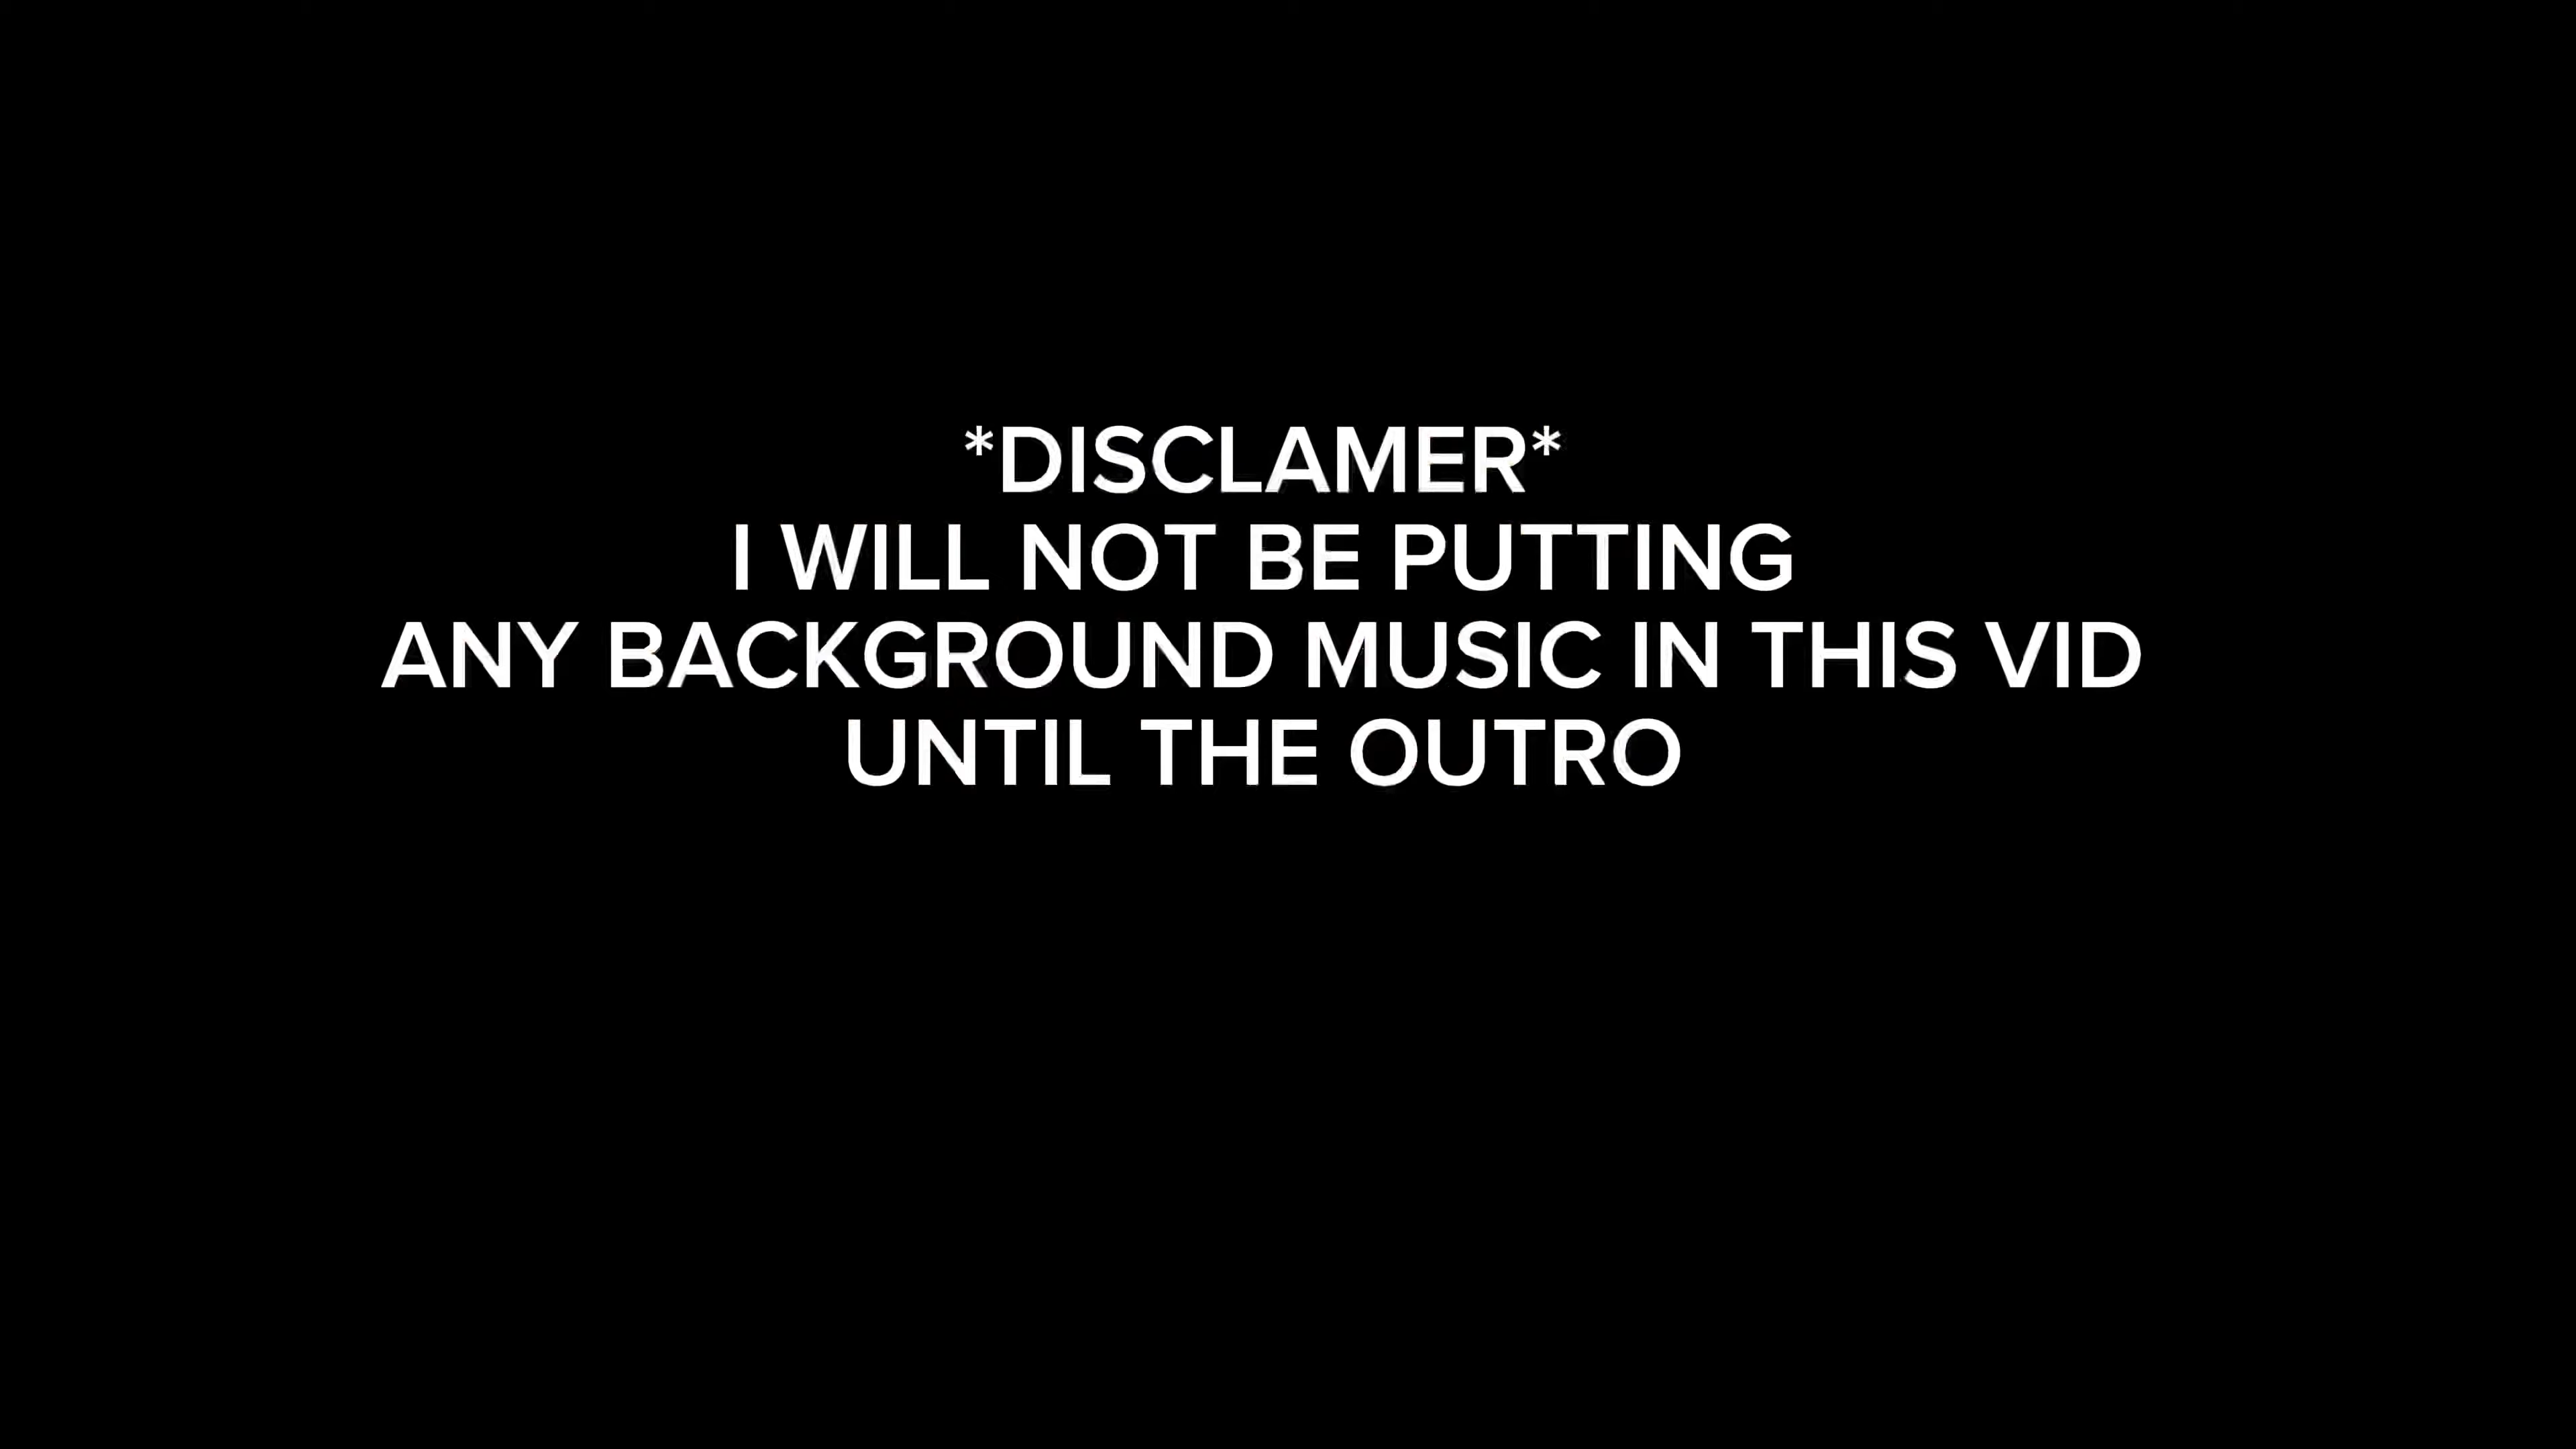 *DISCLAMER*
I WILL NOT BE PUTTING
ANY BACKGROUND MUSIC IN THIS VID
UNTIL THE OUTRO